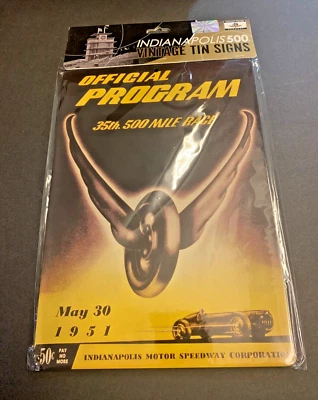 INDIANAPOLIS 500
VINTAGE TIN SIGNS
OFFICIAL
PROGRAM
35th. 500 MILE RACE
May 30
1951
50¢ PAY NO MORE
INDIANAPOLIS MOTOR SPEEDWAY CORPORATION